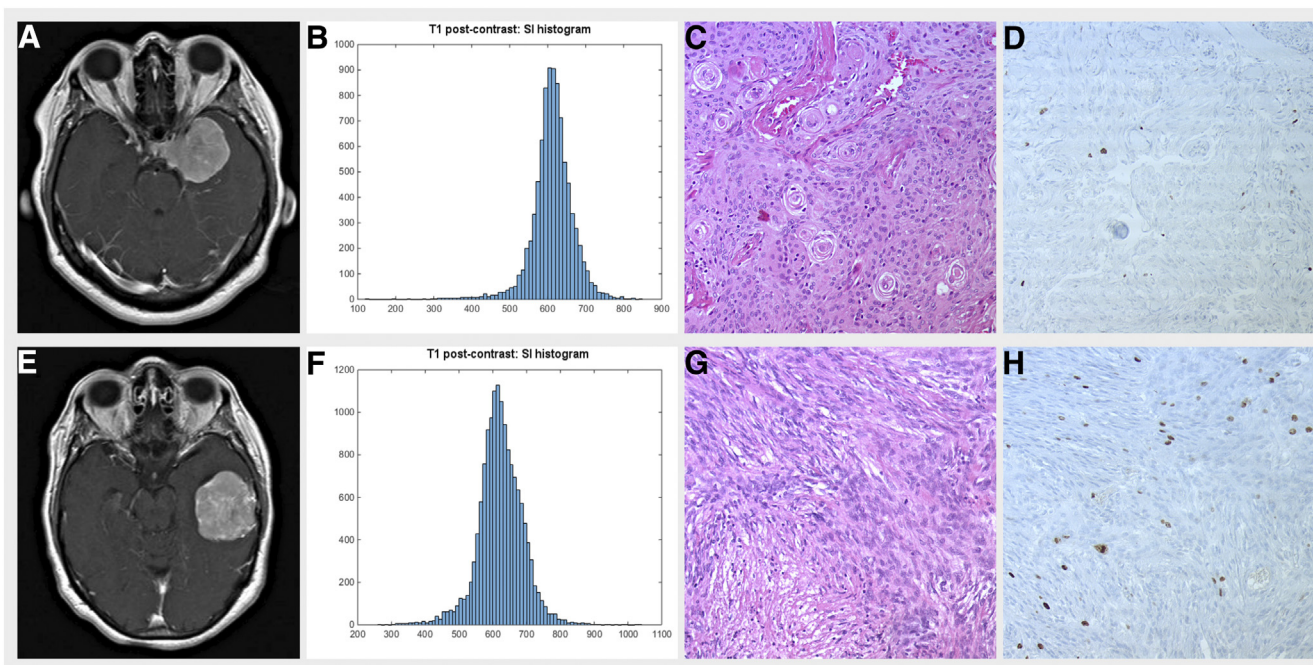 A
B
T1 post-contrast: SI histogram
1000
900
800
700
600
500
400
300
200
100
0
100 200 300 400 500 600 700 800 900
C
D
E
F
T1 post-contrast: SI histogram
1200
1000
800
600
400
200
0
200 300 400 500 600 700 800 900 1000 1100
G
H